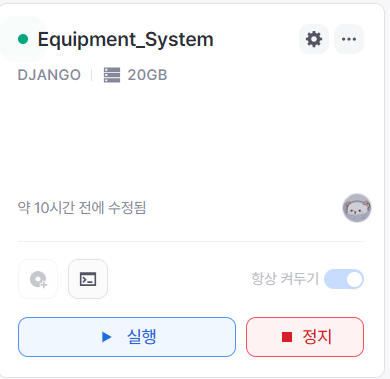 Equipment_System
DJANGO 20GB
약 10시간 전에 수정됨
항상 켜두기
실행 정지